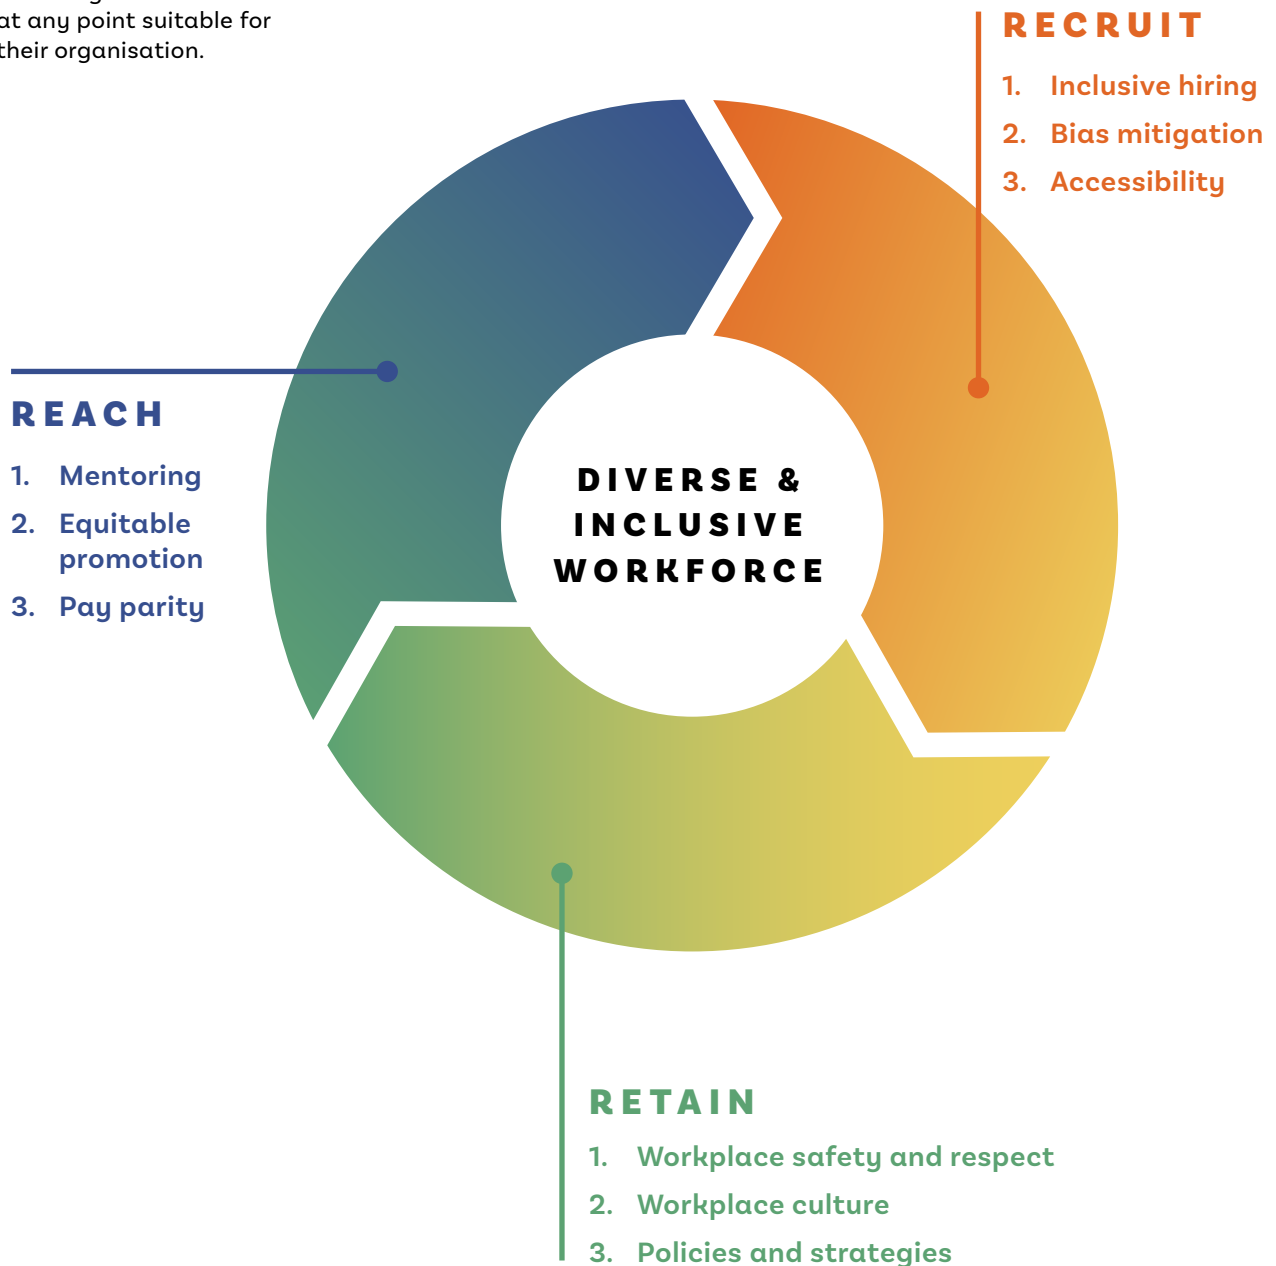 at any point suitable for
their organisation.
RECRUIT
1. Inclusive hiring
2. Bias mitigation
3. Accessibility
REACH
1. Mentoring
2. Equitable
promotion
3. Pay parity
DIVERSE &
INCLUSIVE
WORKFORCE
RETAIN
1. Workplace safety and respect
2. Workplace culture
3. Policies and strategies